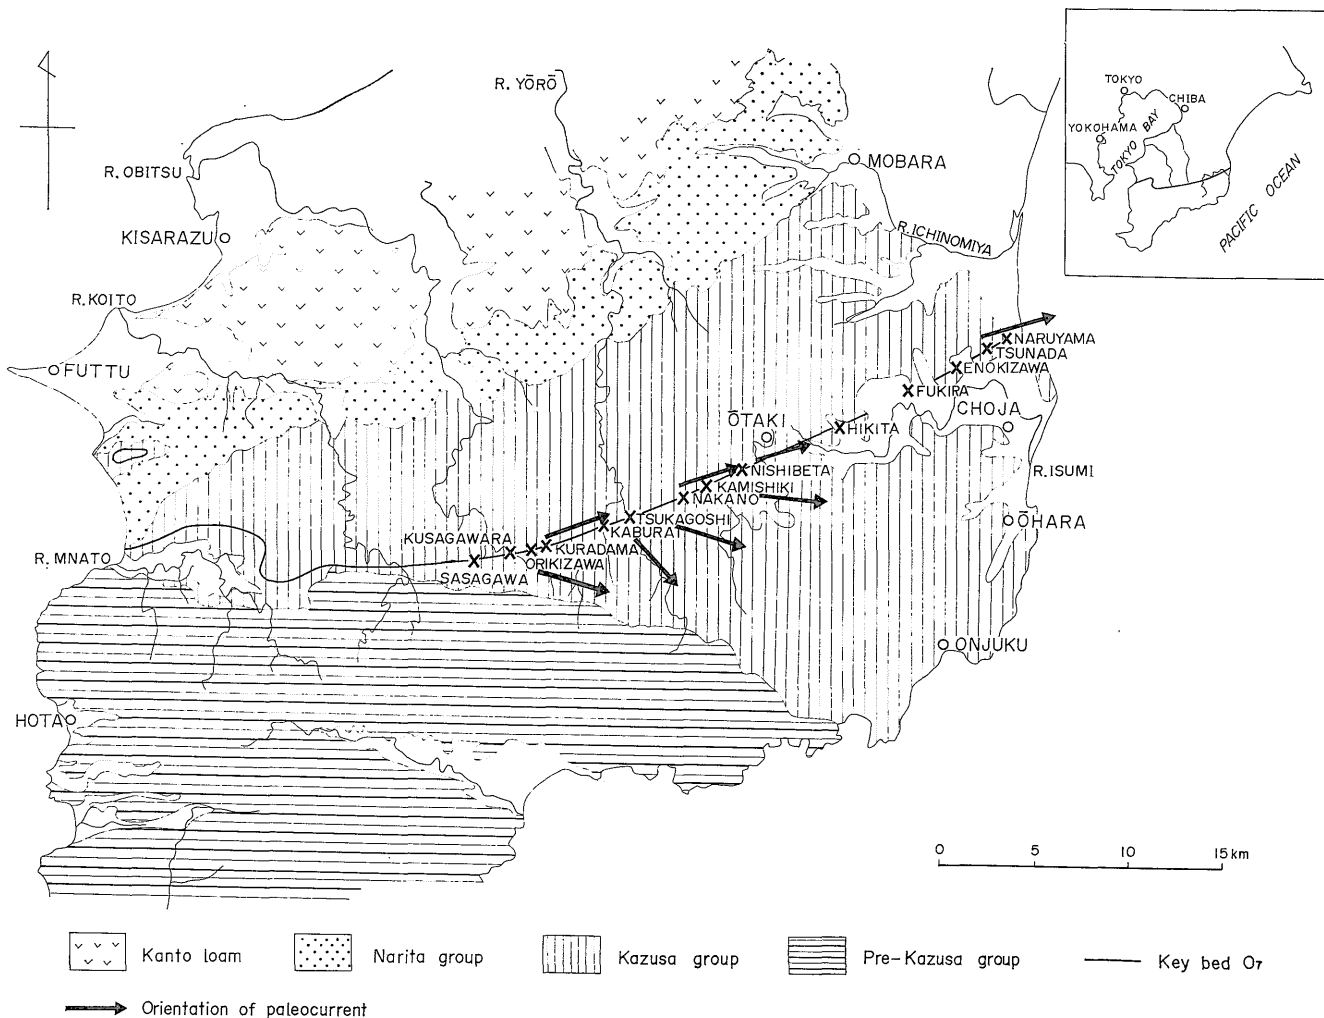 TOKYO
CHIBA
YOKOHAMA
TOKYO BAY
PACIFIC OCEAN
R. YŌRŌ
MOBARA
R. OBITSU
KISARAZU
R. ICHINOMIYA
R. KOITO
FUTTU
NARUYAMA
TSUNADA
ENOKIZAWA
FUKIRA
CHOJA
ŌTAKI
HIKITA
NISHIBETA
R. ISUMI
KAMISHIKI
NAKANO
TSUKAGOSHI
ŌHARA
KABURAI
KUSAGAWARA
KURADAMA
R. MNATO
ORIKIZAWA
SASAGAWA
ONJUKU
HOTA
0 5 10 15 km
Kanto loam
Narita group
Kazusa group
Pre-Kazusa group
Key bed O7
Orientation of paleocurrent